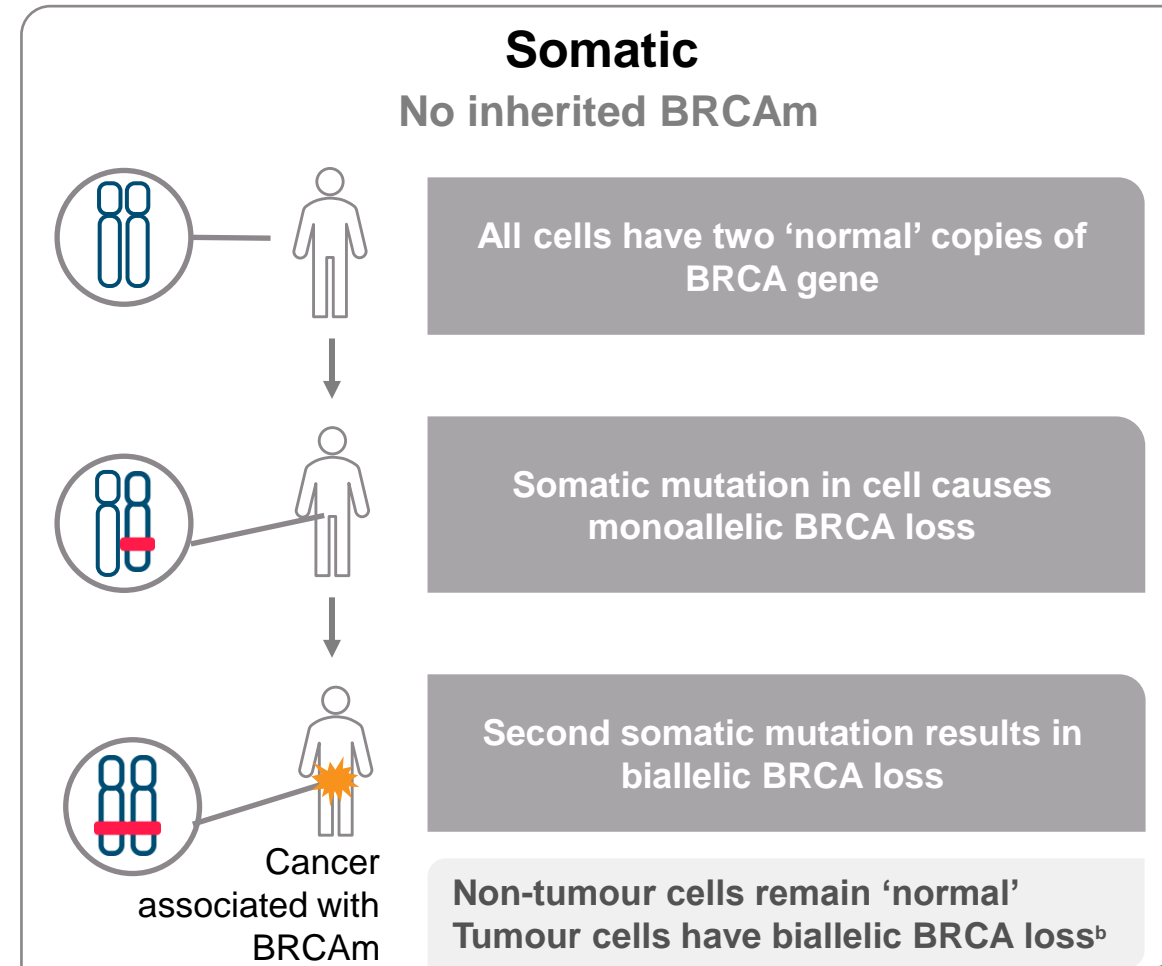 Somatic
No inherited BRCAm
All cells have two ‘normal’ copies of
BRCA gene
Somatic mutation in cell causes
monoallelic BRCA loss
Second somatic mutation results in
biallelic BRCA loss
Cancer
associated with
BRCAm
Non-tumour cells remain ‘normal’
Tumour cells have biallelic BRCA lossᵇ